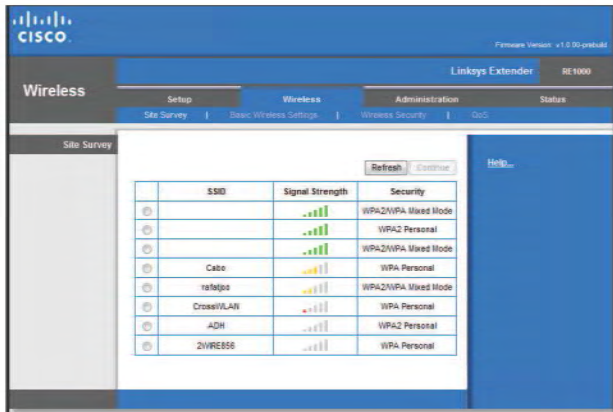 CISCO
Firmware Version: v1.0.00-prebuild
Linksys Extender RE1000
Wireless
Setup Wireless Administration Status
Site Survey | Basic Wireless Settings | Wireless Security | QoS
Site Survey
Refresh Continue
Help...
SSID Signal Strength Security
WPA2/WPA Mixed Mode
WPA2 Personal
WPA2/WPA Mixed Mode
Cabo WPA Personal
WPA2/WPA Mixed Mode
CrossWLAN WPA Personal
ADH WPA2 Personal
2WIRE856 WPA Personal